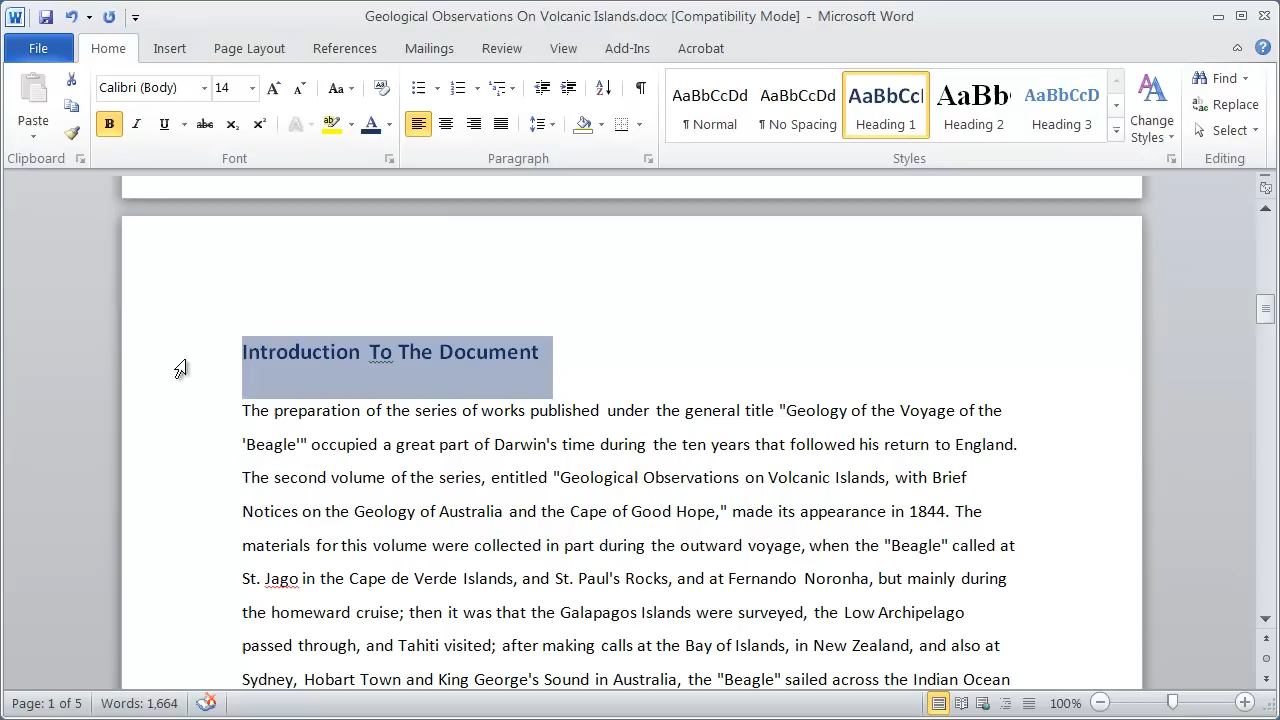 Geological Observations On Volcanic Islands.docx [Compatibility Mode] - Microsoft Word
File Home Insert Page Layout References Mailings Review View Add-Ins Acrobat
Paste
Clipboard
Calibri (Body) 14
Aa
B I U abc x₂ x²
Font
Paragraph
AaBbCcDd AaBbCcDd AaBbCcI AaBb( AaBbCcD
¶ Normal ¶ No Spacing Heading 1 Heading 2 Heading 3
Change
Styles
Styles
Find
Replace
Select
Editing
Introduction To The Document
The preparation of the series of works published under the general title "Geology of the Voyage of the
'Beagle'" occupied a great part of Darwin's time during the ten years that followed his return to England.
The second volume of the series, entitled "Geological Observations on Volcanic Islands, with Brief
Notices on the Geology of Australia and the Cape of Good Hope," made its appearance in 1844. The
materials for this volume were collected in part during the outward voyage, when the "Beagle" called at
St. Jago in the Cape de Verde Islands, and St. Paul's Rocks, and at Fernando Noronha, but mainly during
the homeward cruise; then it was that the Galapagos Islands were surveyed, the Low Archipelago
passed through, and Tahiti visited; after making calls at the Bay of Islands, in New Zealand, and also at
Sydney, Hobart Town and King George's Sound in Australia, the "Beagle" sailed across the Indian Ocean
Page: 1 of 5 Words: 1,664 100%